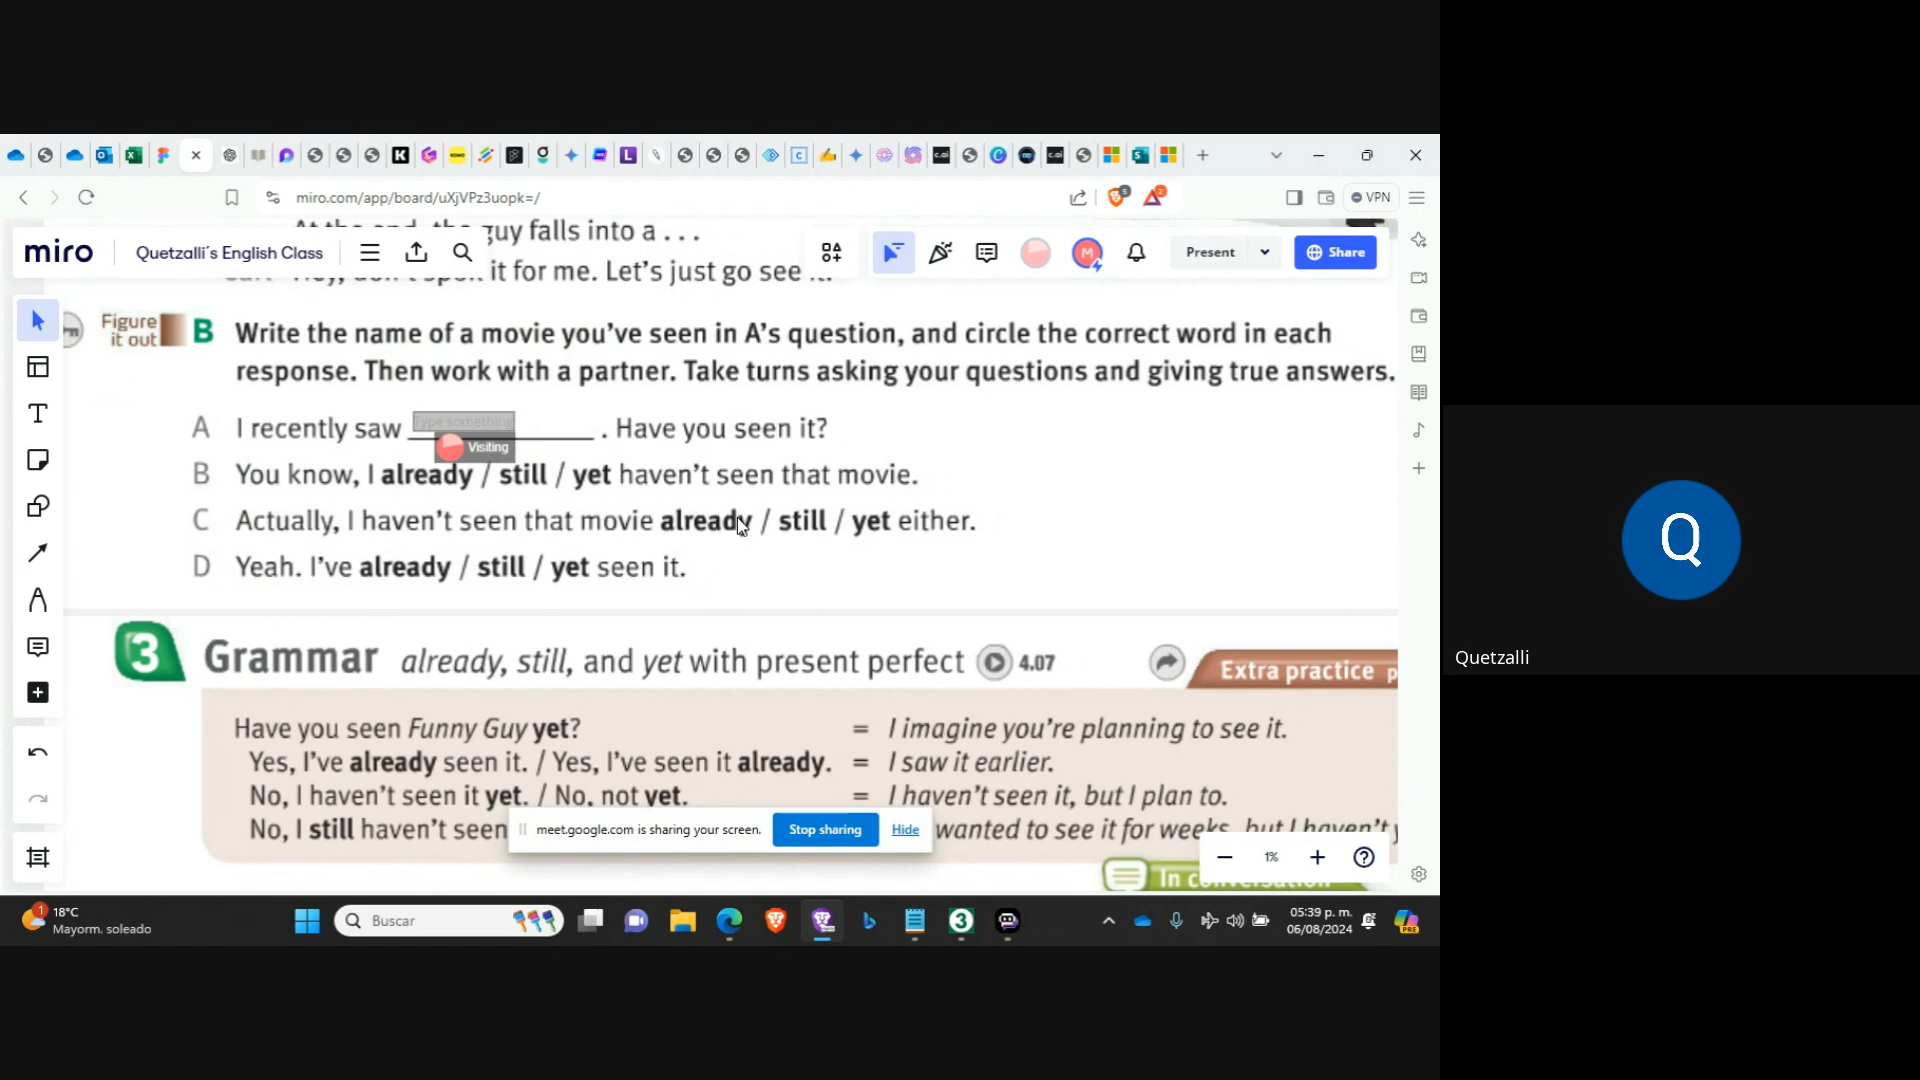 miro.com/app/board/uXjVPz3uopk=/
VPN
guy falls into a . . .
it for me. Let's just go see it.
miro
Quetzalli´s English Class
Present
Share
Figure it out
B Write the name of a movie you've seen in A's question, and circle the correct word in each
response. Then work with a partner. Take turns asking your questions and giving true answers.
A I recently saw Type something ____________ . Have you seen it?
Visiting
B You know, I already / still / yet haven't seen that movie.
C Actually, I haven't seen that movie already / still / yet either.
D Yeah. I've already / still / yet seen it.
3 Grammar already, still, and yet with present perfect 4.07
Extra practice p
Have you seen Funny Guy yet? = I imagine you're planning to see it.
Yes, I've already seen it. / Yes, I've seen it already. = I saw it earlier.
No, I haven't seen it yet. / No, not yet. = I haven't seen it, but I plan to.
No, I still haven't seen wanted to see it for weeks, but I haven't y
meet.google.com is sharing your screen. Stop sharing Hide
1%
In conversation
Q
Quetzalli
18°C
Mayorm. soleado
Buscar
05:39 p. m.
06/08/2024